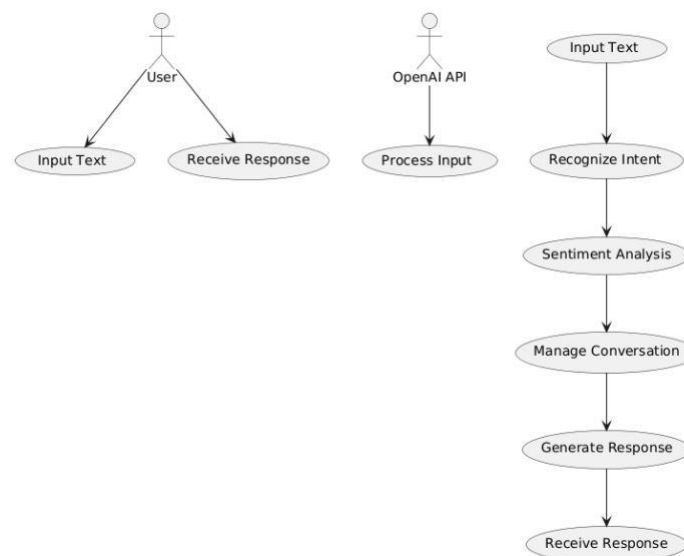 User
OpenAI API
Input Text
Receive Response
Process Input
Input Text
Recognize Intent
Sentiment Analysis
Manage Conversation
Generate Response
Receive Response